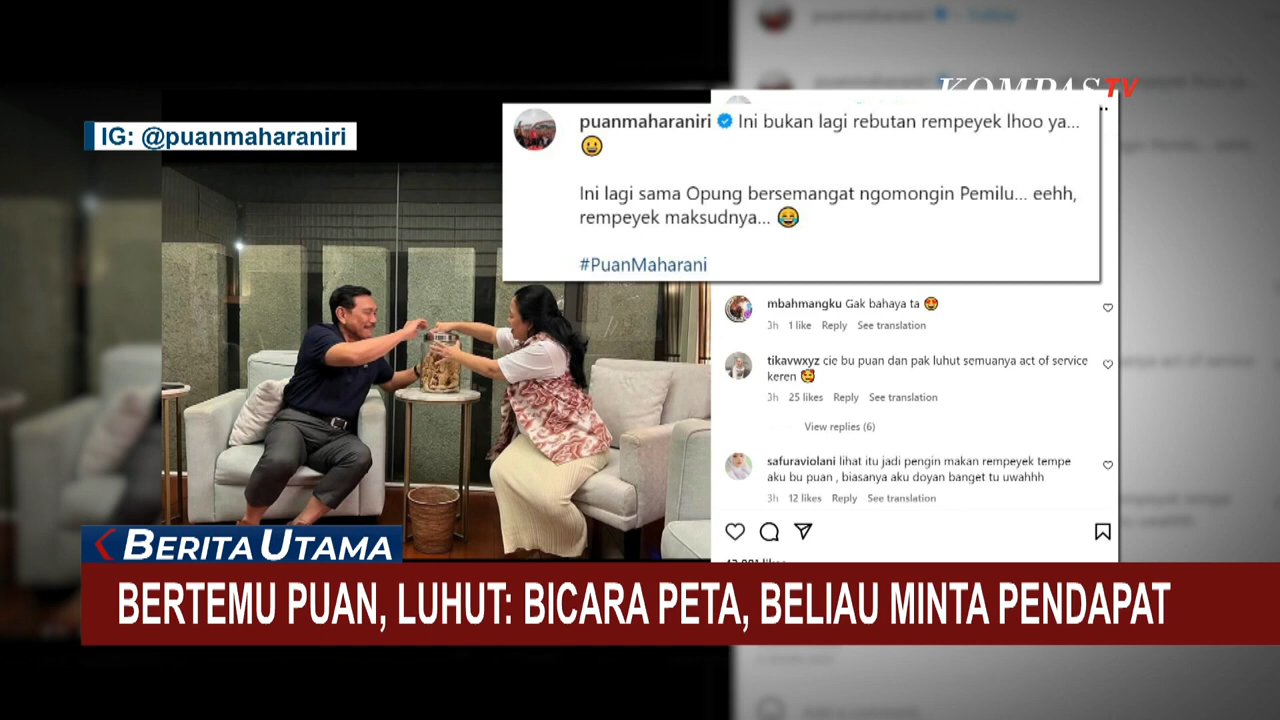 puanmaharaniri
KOMPASTV
IG: @puanmaharaniri
puanmaharaniri Ini bukan lagi rebutan rempeyek lhoo ya...
😀
Ini lagi sama Opung bersemangat ngomongin Pemilu... eehh,
rempeyek maksudnya... 😂
#PuanMaharani
mbahmangku Gak bahaya ta 😍
3h 1 like Reply See translation
tikavwxyz cie bu puan dan pak luhut semuanya act of service
keren 🥰
3h 25 likes Reply See translation
View replies (6)
safuraviolani lihat itu jadi pengin makan rempeyek tempe
aku bu puan , biasanya aku doyan banget tu uwahhh
3h 12 likes Reply See translation
BERITA UTAMA
BERTEMU PUAN, LUHUT: BICARA PETA, BELIAU MINTA PENDAPAT